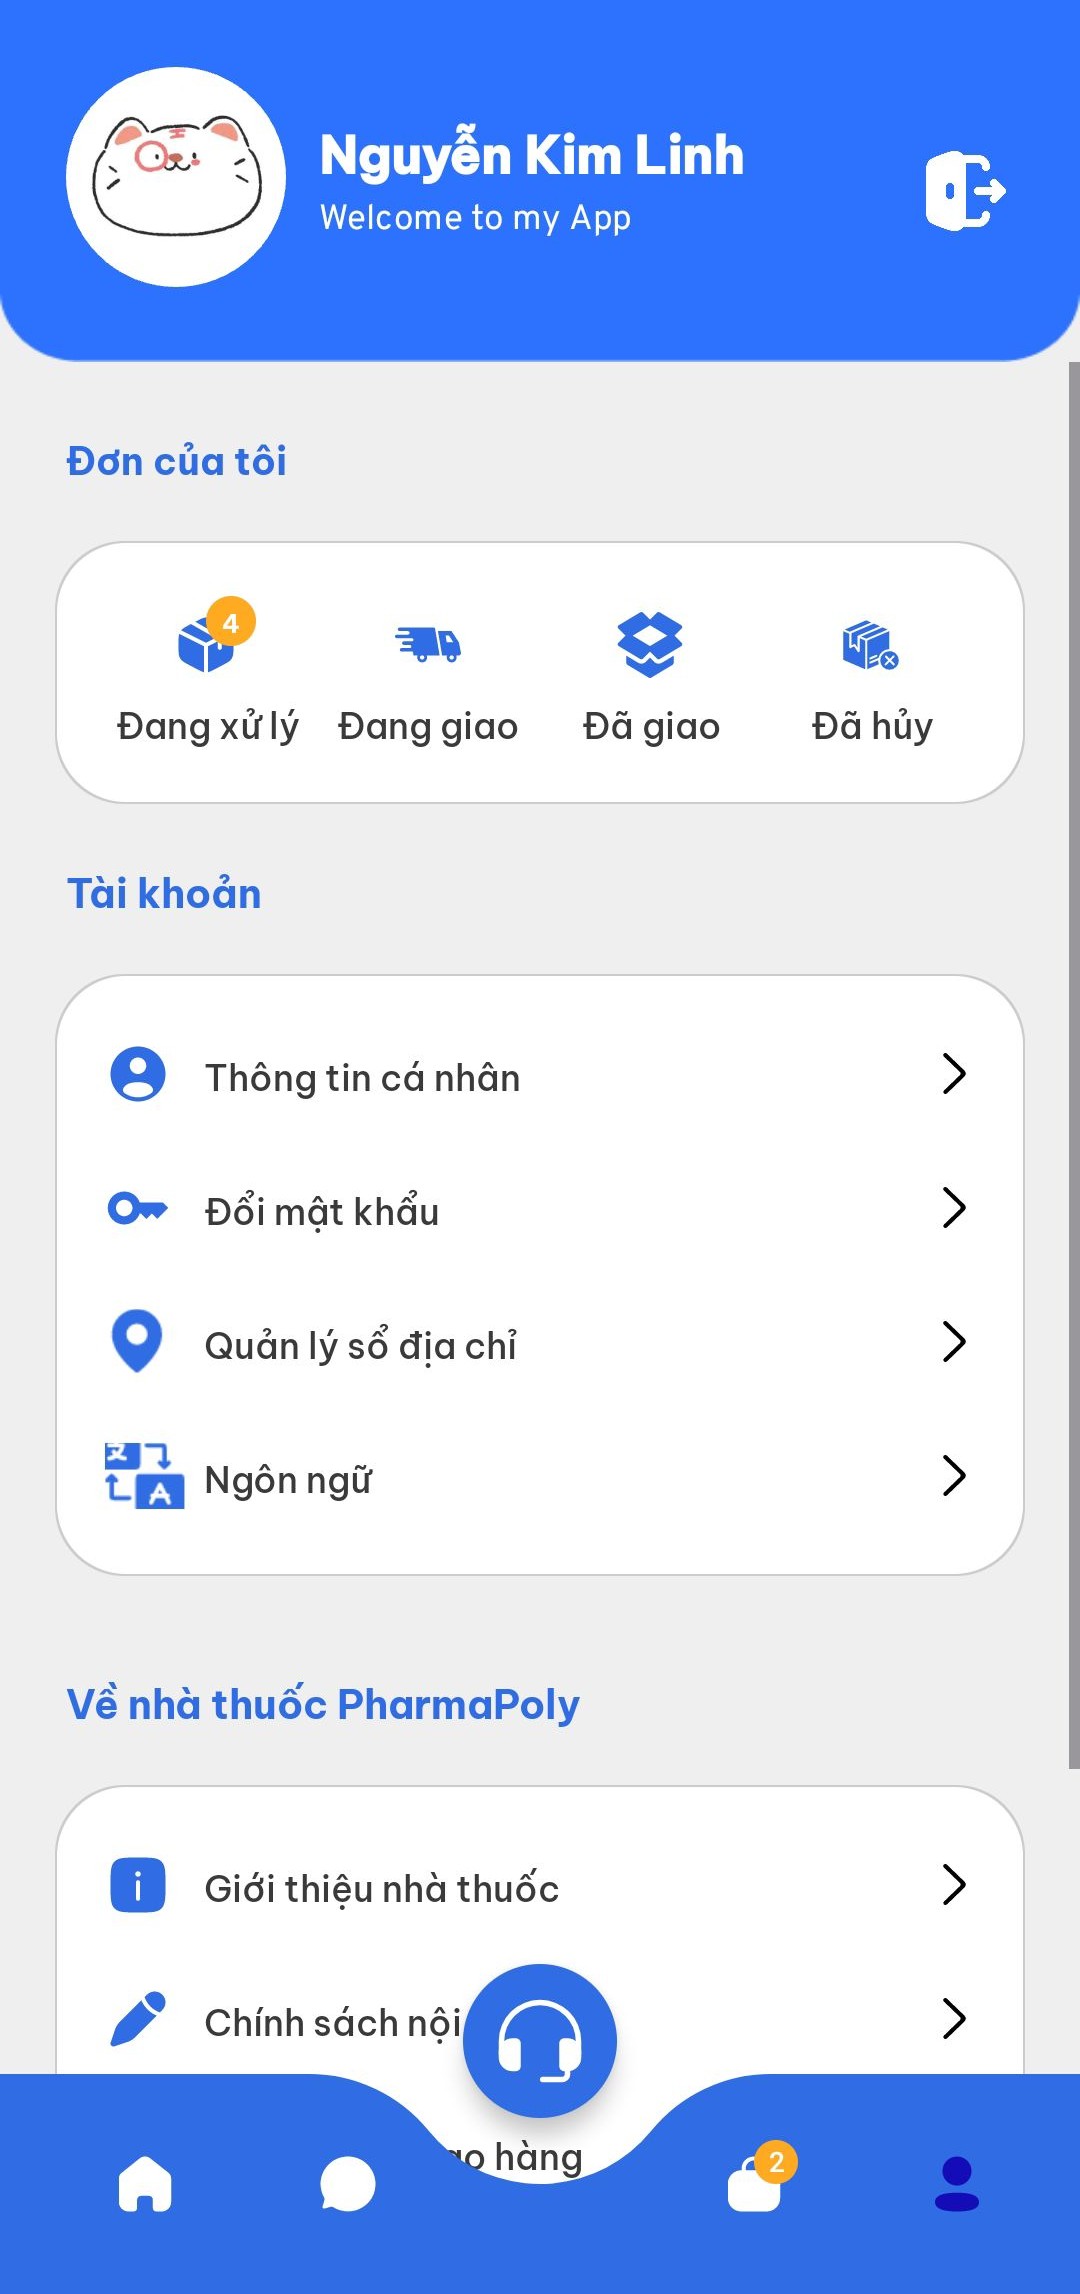 Nguyễn Kim Linh
Welcome to my App
Đơn của tôi
4
Đang xử lý
Đang giao
Đã giao
Đã hủy
Tài khoản
Thông tin cá nhân
Đổi mật khẩu
Quản lý sổ địa chỉ
Ngôn ngữ
Về nhà thuốc PharmaPoly
Giới thiệu nhà thuốc
Chính sách nội
hàng
2